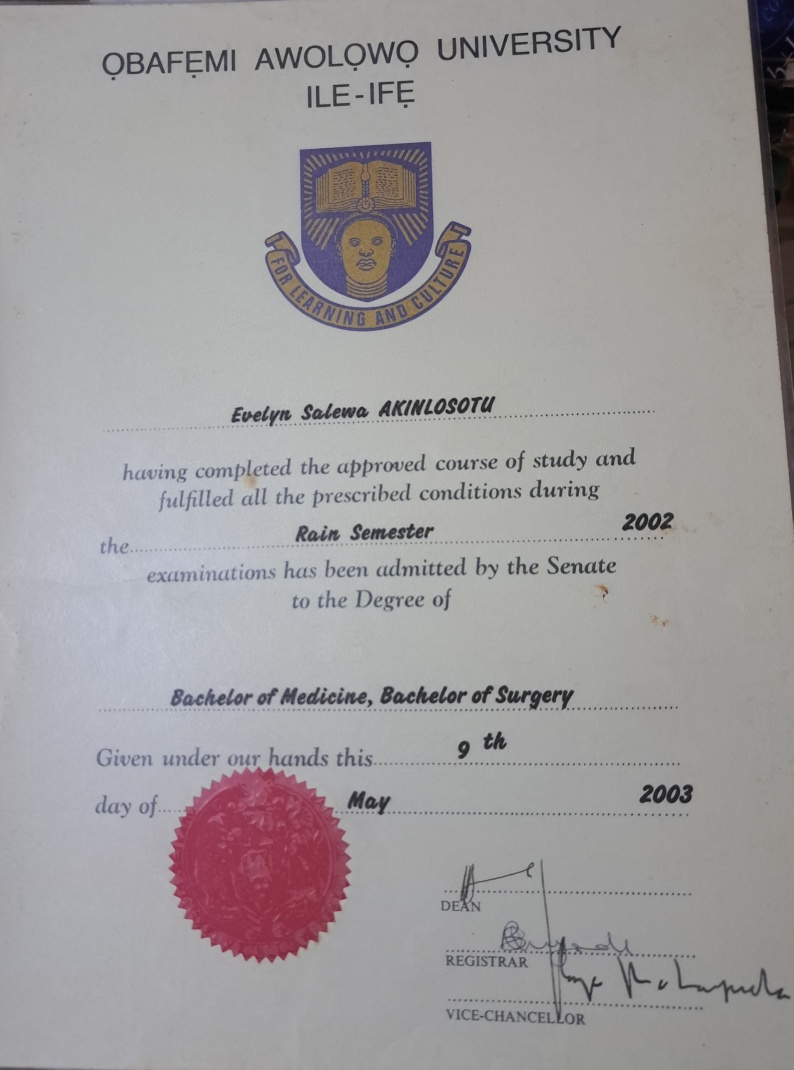 ỌBAFẸMI AWOLỌWỌ UNIVERSITY
ILE-IFẸ
FOR LEARNING AND CULTURE
Evelyn Salewa AKINLOSOTU
having completed the approved course of study and
fulfilled all the prescribed conditions during
the Rain Semester 2002
examinations has been admitted by the Senate
to the Degree of
Bachelor of Medicine, Bachelor of Surgery
Given under our hands this 9 th
day of May 2003
DEAN
REGISTRAR
VICE-CHANCELLOR